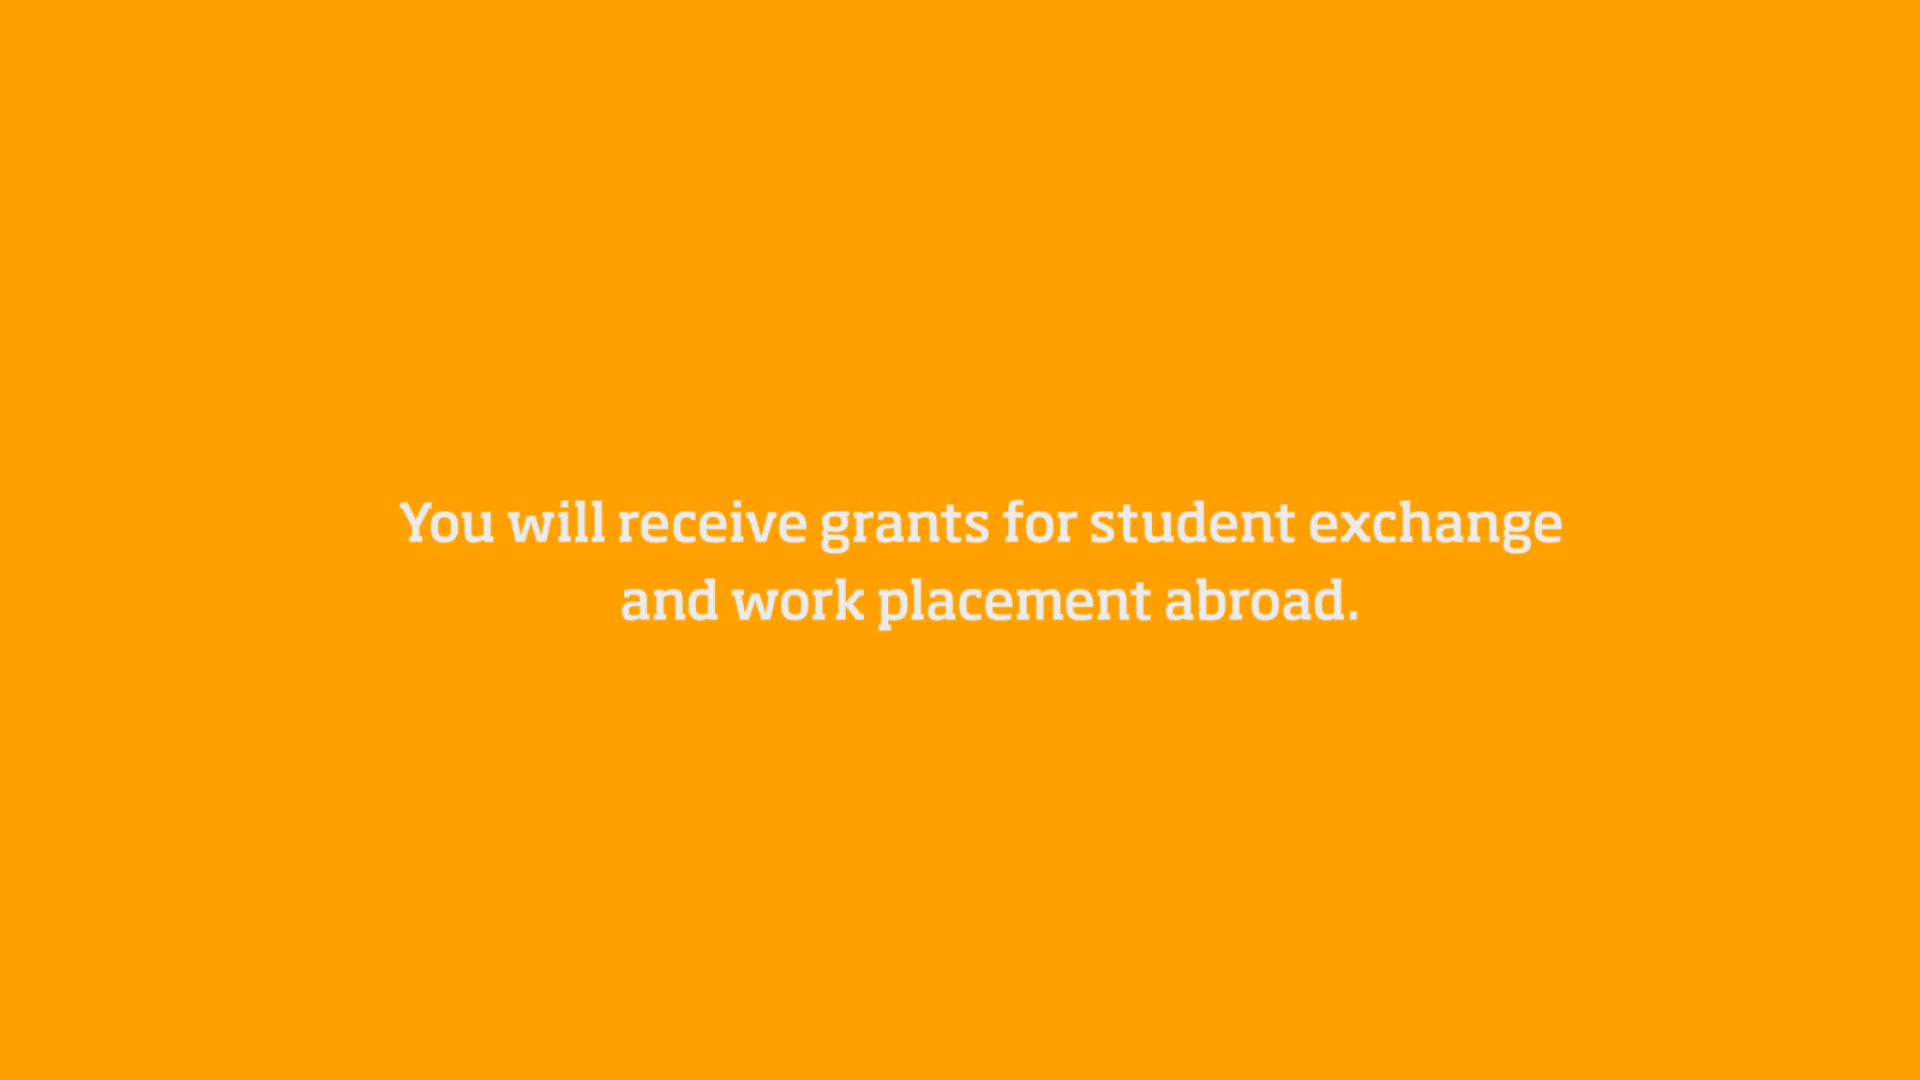 You will receive grants for student exchange
and work placement abroad.